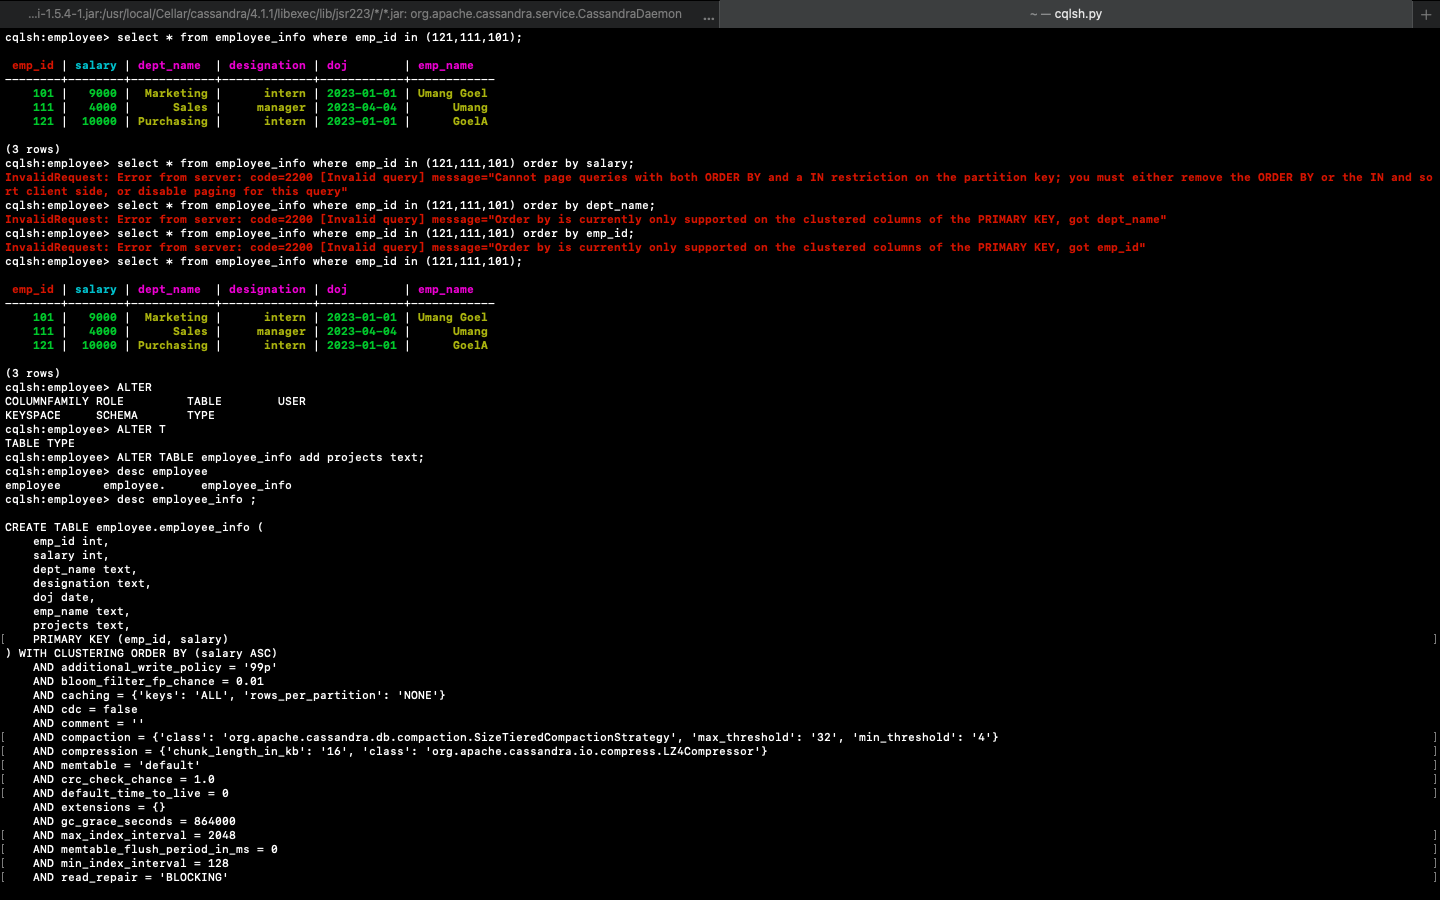 ...i-1.5.4-1.jar:/usr/local/Cellar/cassandra/4.1.1/libexec/lib/jsr223/*/*.jar: org.apache.cassandra.service.CassandraDaemon ...
~ — cqlsh.py +
cqlsh:employee> select * from employee_info where emp_id in (121,111,101);
 emp_id | salary | dept_name  | designation | doj        | emp_name
--------+--------+------------+-------------+------------+------------
    101 |   9000 |  Marketing |      intern | 2023-01-01 | Umang Goel
    111 |   4000 |      Sales |     manager | 2023-04-04 |      Umang
    121 |  10000 | Purchasing |      intern | 2023-01-01 |      GoelA
(3 rows)
cqlsh:employee> select * from employee_info where emp_id in (121,111,101) order by salary;
InvalidRequest: Error from server: code=2200 [Invalid query] message="Cannot page queries with both ORDER BY and a IN restriction on the partition key; you must either remove the ORDER BY or the IN and so
rt client side, or disable paging for this query"
cqlsh:employee> select * from employee_info where emp_id in (121,111,101) order by dept_name;
InvalidRequest: Error from server: code=2200 [Invalid query] message="Order by is currently only supported on the clustered columns of the PRIMARY KEY, got dept_name"
cqlsh:employee> select * from employee_info where emp_id in (121,111,101) order by emp_id;
InvalidRequest: Error from server: code=2200 [Invalid query] message="Order by is currently only supported on the clustered columns of the PRIMARY KEY, got emp_id"
cqlsh:employee> select * from employee_info where emp_id in (121,111,101);
 emp_id | salary | dept_name  | designation | doj        | emp_name
--------+--------+------------+-------------+------------+------------
    101 |   9000 |  Marketing |      intern | 2023-01-01 | Umang Goel
    111 |   4000 |      Sales |     manager | 2023-04-04 |      Umang
    121 |  10000 | Purchasing |      intern | 2023-01-01 |      GoelA
(3 rows)
cqlsh:employee> ALTER
COLUMNFAMILY ROLE         TABLE        USER
KEYSPACE     SCHEMA       TYPE
cqlsh:employee> ALTER T
TABLE TYPE
cqlsh:employee> ALTER TABLE employee_info add projects text;
cqlsh:employee> desc employee
employee      employee.     employee_info
cqlsh:employee> desc employee_info ;
CREATE TABLE employee.employee_info (
    emp_id int,
    salary int,
    dept_name text,
    designation text,
    doj date,
    emp_name text,
    projects text,
[    PRIMARY KEY (emp_id, salary) ]
) WITH CLUSTERING ORDER BY (salary ASC)
    AND additional_write_policy = '99p'
    AND bloom_filter_fp_chance = 0.01
    AND caching = {'keys': 'ALL', 'rows_per_partition': 'NONE'}
    AND cdc = false
    AND comment = ''
[    AND compaction = {'class': 'org.apache.cassandra.db.compaction.SizeTieredCompactionStrategy', 'max_threshold': '32', 'min_threshold': '4'} ]
[    AND compression = {'chunk_length_in_kb': '16', 'class': 'org.apache.cassandra.io.compress.LZ4Compressor'} ]
[    AND memtable = 'default' ]
[    AND crc_check_chance = 1.0 ]
[    AND default_time_to_live = 0 ]
    AND extensions = {}
    AND gc_grace_seconds = 864000
[    AND max_index_interval = 2048 ]
[    AND memtable_flush_period_in_ms = 0 ]
[    AND min_index_interval = 128 ]
[    AND read_repair = 'BLOCKING' ]